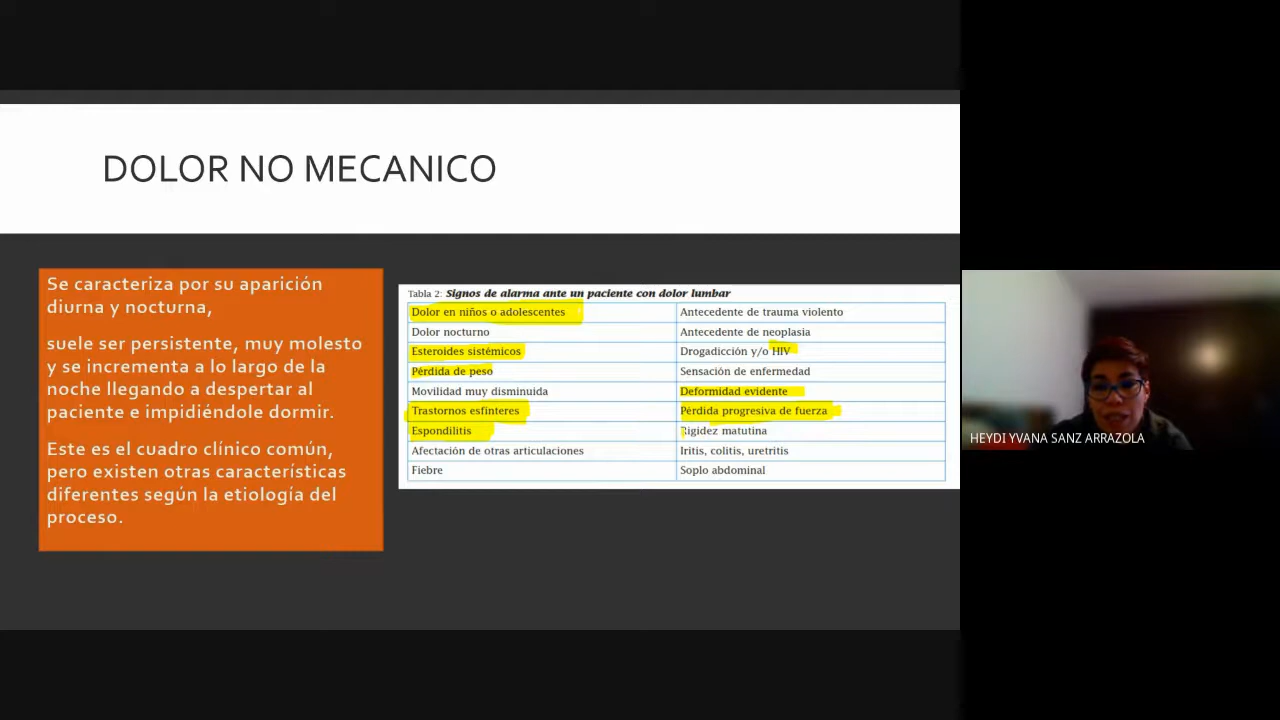 DOLOR NO MECANICO
Se caracteriza por su aparición
diurna y nocturna,
suele ser persistente, muy molesto
y se incrementa a lo largo de la
noche llegando a despertar al
paciente e impidiéndole dormir.
Este es el cuadro clínico común,
pero existen otras características
diferentes según la etiología del
proceso.
Tabla 2: Signos de alarma ante un paciente con dolor lumbar
Dolor en niños o adolescentes Antecedente de trauma violento
Dolor nocturno Antecedente de neoplasia
Esteroides sistémicos Drogadicción y/o HIV
Pérdida de peso Sensación de enfermedad
Movilidad muy disminuida Deformidad evidente
Trastornos esfínteres Pérdida progresiva de fuerza
Espondilitis Rigidez matutina
Afectación de otras articulaciones Iritis, colitis, uretritis
Fiebre Soplo abdominal
HEYDI YVANA SANZ ARRAZOLA